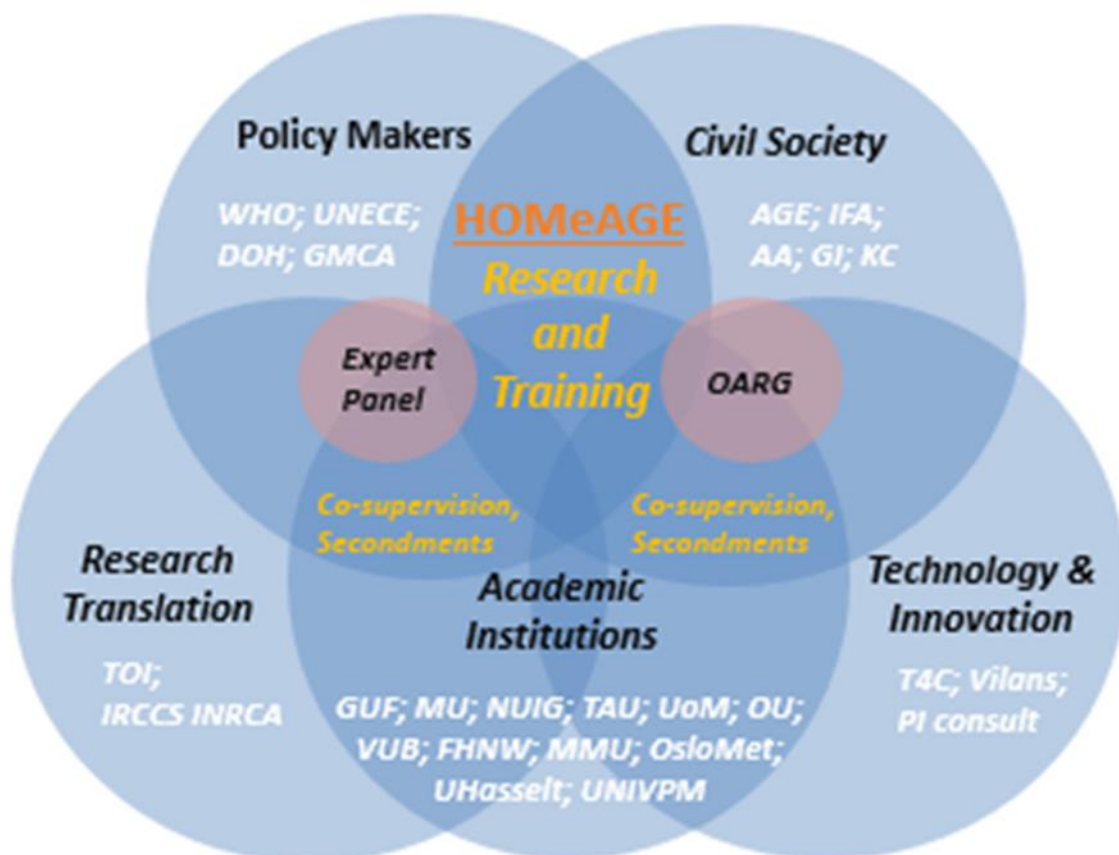 Policy Makers
WHO; UNECE;
DOH; GMCA
Civil Society
AGE; IFA;
AA; GI; KC
HOMeAGE
Research
and
Training
Expert
Panel
OARG
Co-supervision,
Secondments
Co-supervision,
Secondments
Research
Translation
TOI;
IRCCS INRCA
Academic
Institutions
GUF; MU; NUIG; TAU; UoM; OU;
VUB; FHNW; MMU; OsloMet;
UHasselt; UNIVPM
Technology &
Innovation
T4C; Vilans;
PI consult